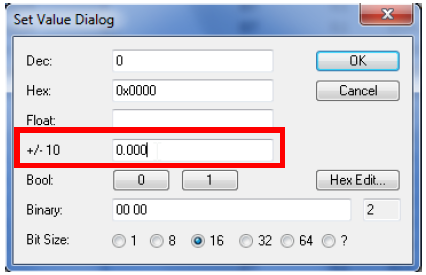 Set Value Dialog
Dec: 0 OK
Hex: 0x0000 Cancel
Float:
+/- 10 0.000
Bool: 0 1 Hex Edit...
Binary: 00 00 2
Bit Size: 1 8 16 32 64 ?